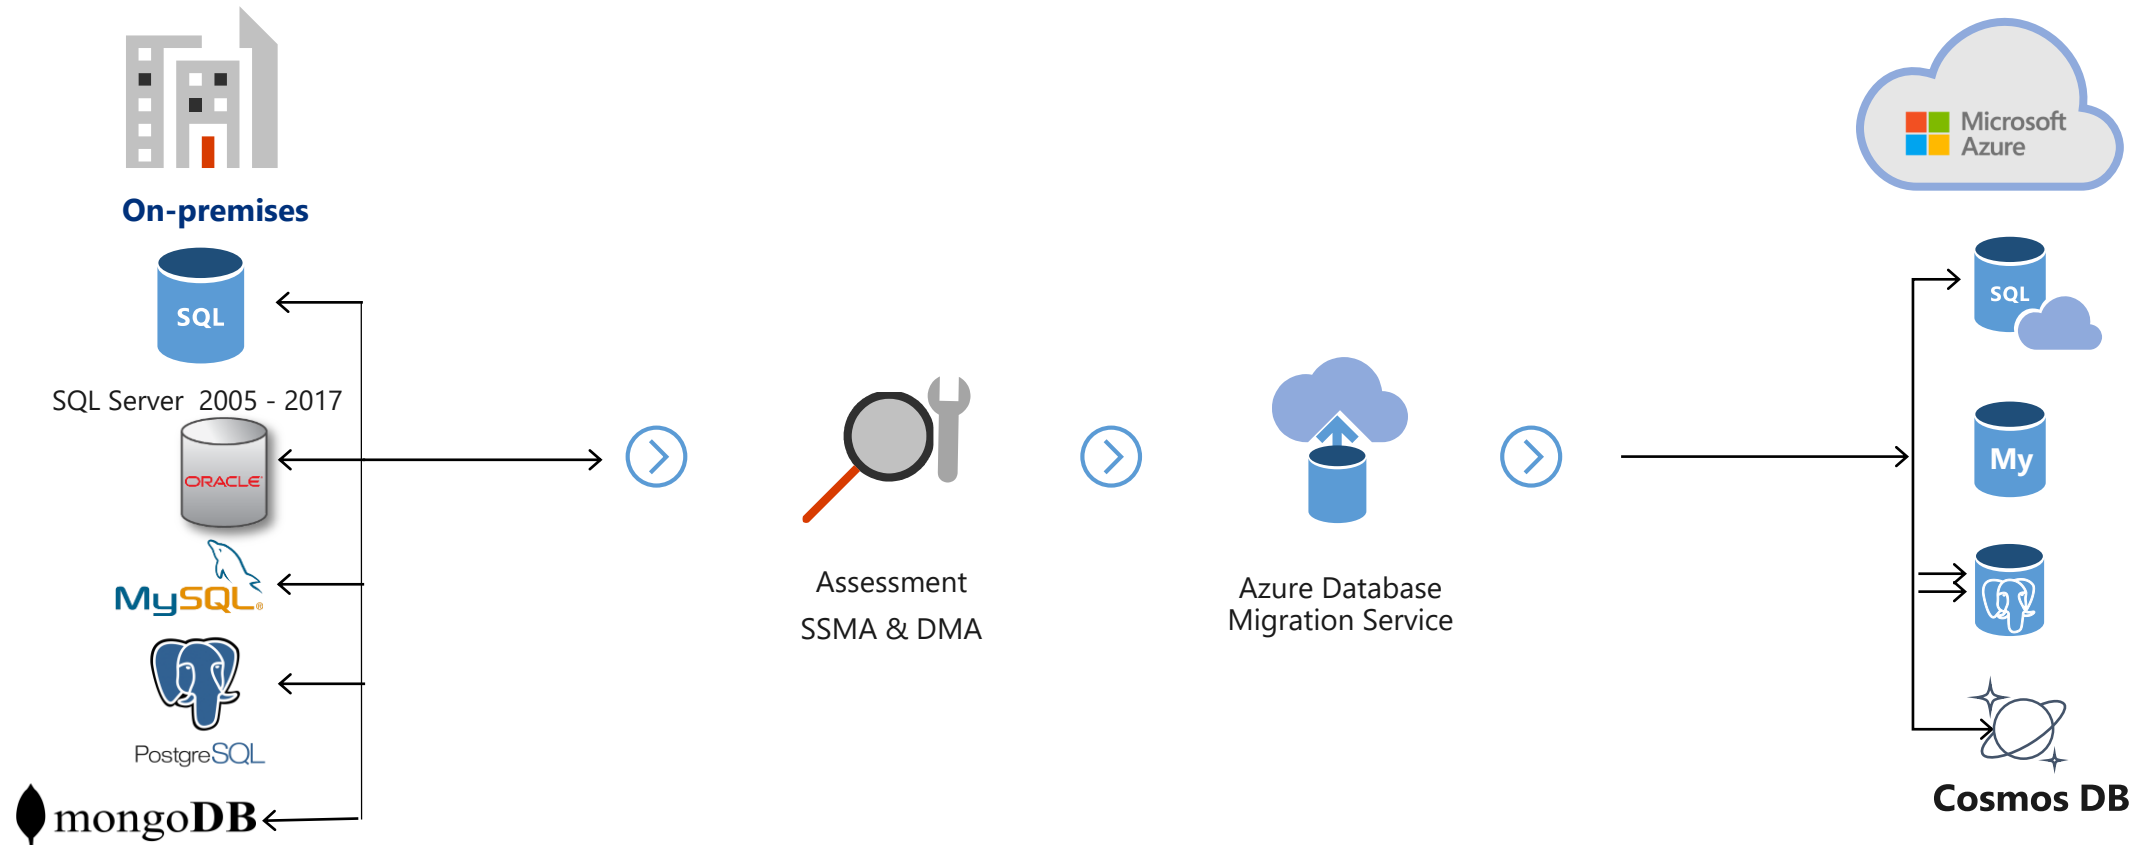 Microsoft
Azure
On-premises
SQL
SQL Server 2005 - 2017
ORACLE
MySQL®
PostgreSQL
mongoDB
Assessment
SSMA & DMA
Azure Database
Migration Service
SQL
My
Cosmos DB